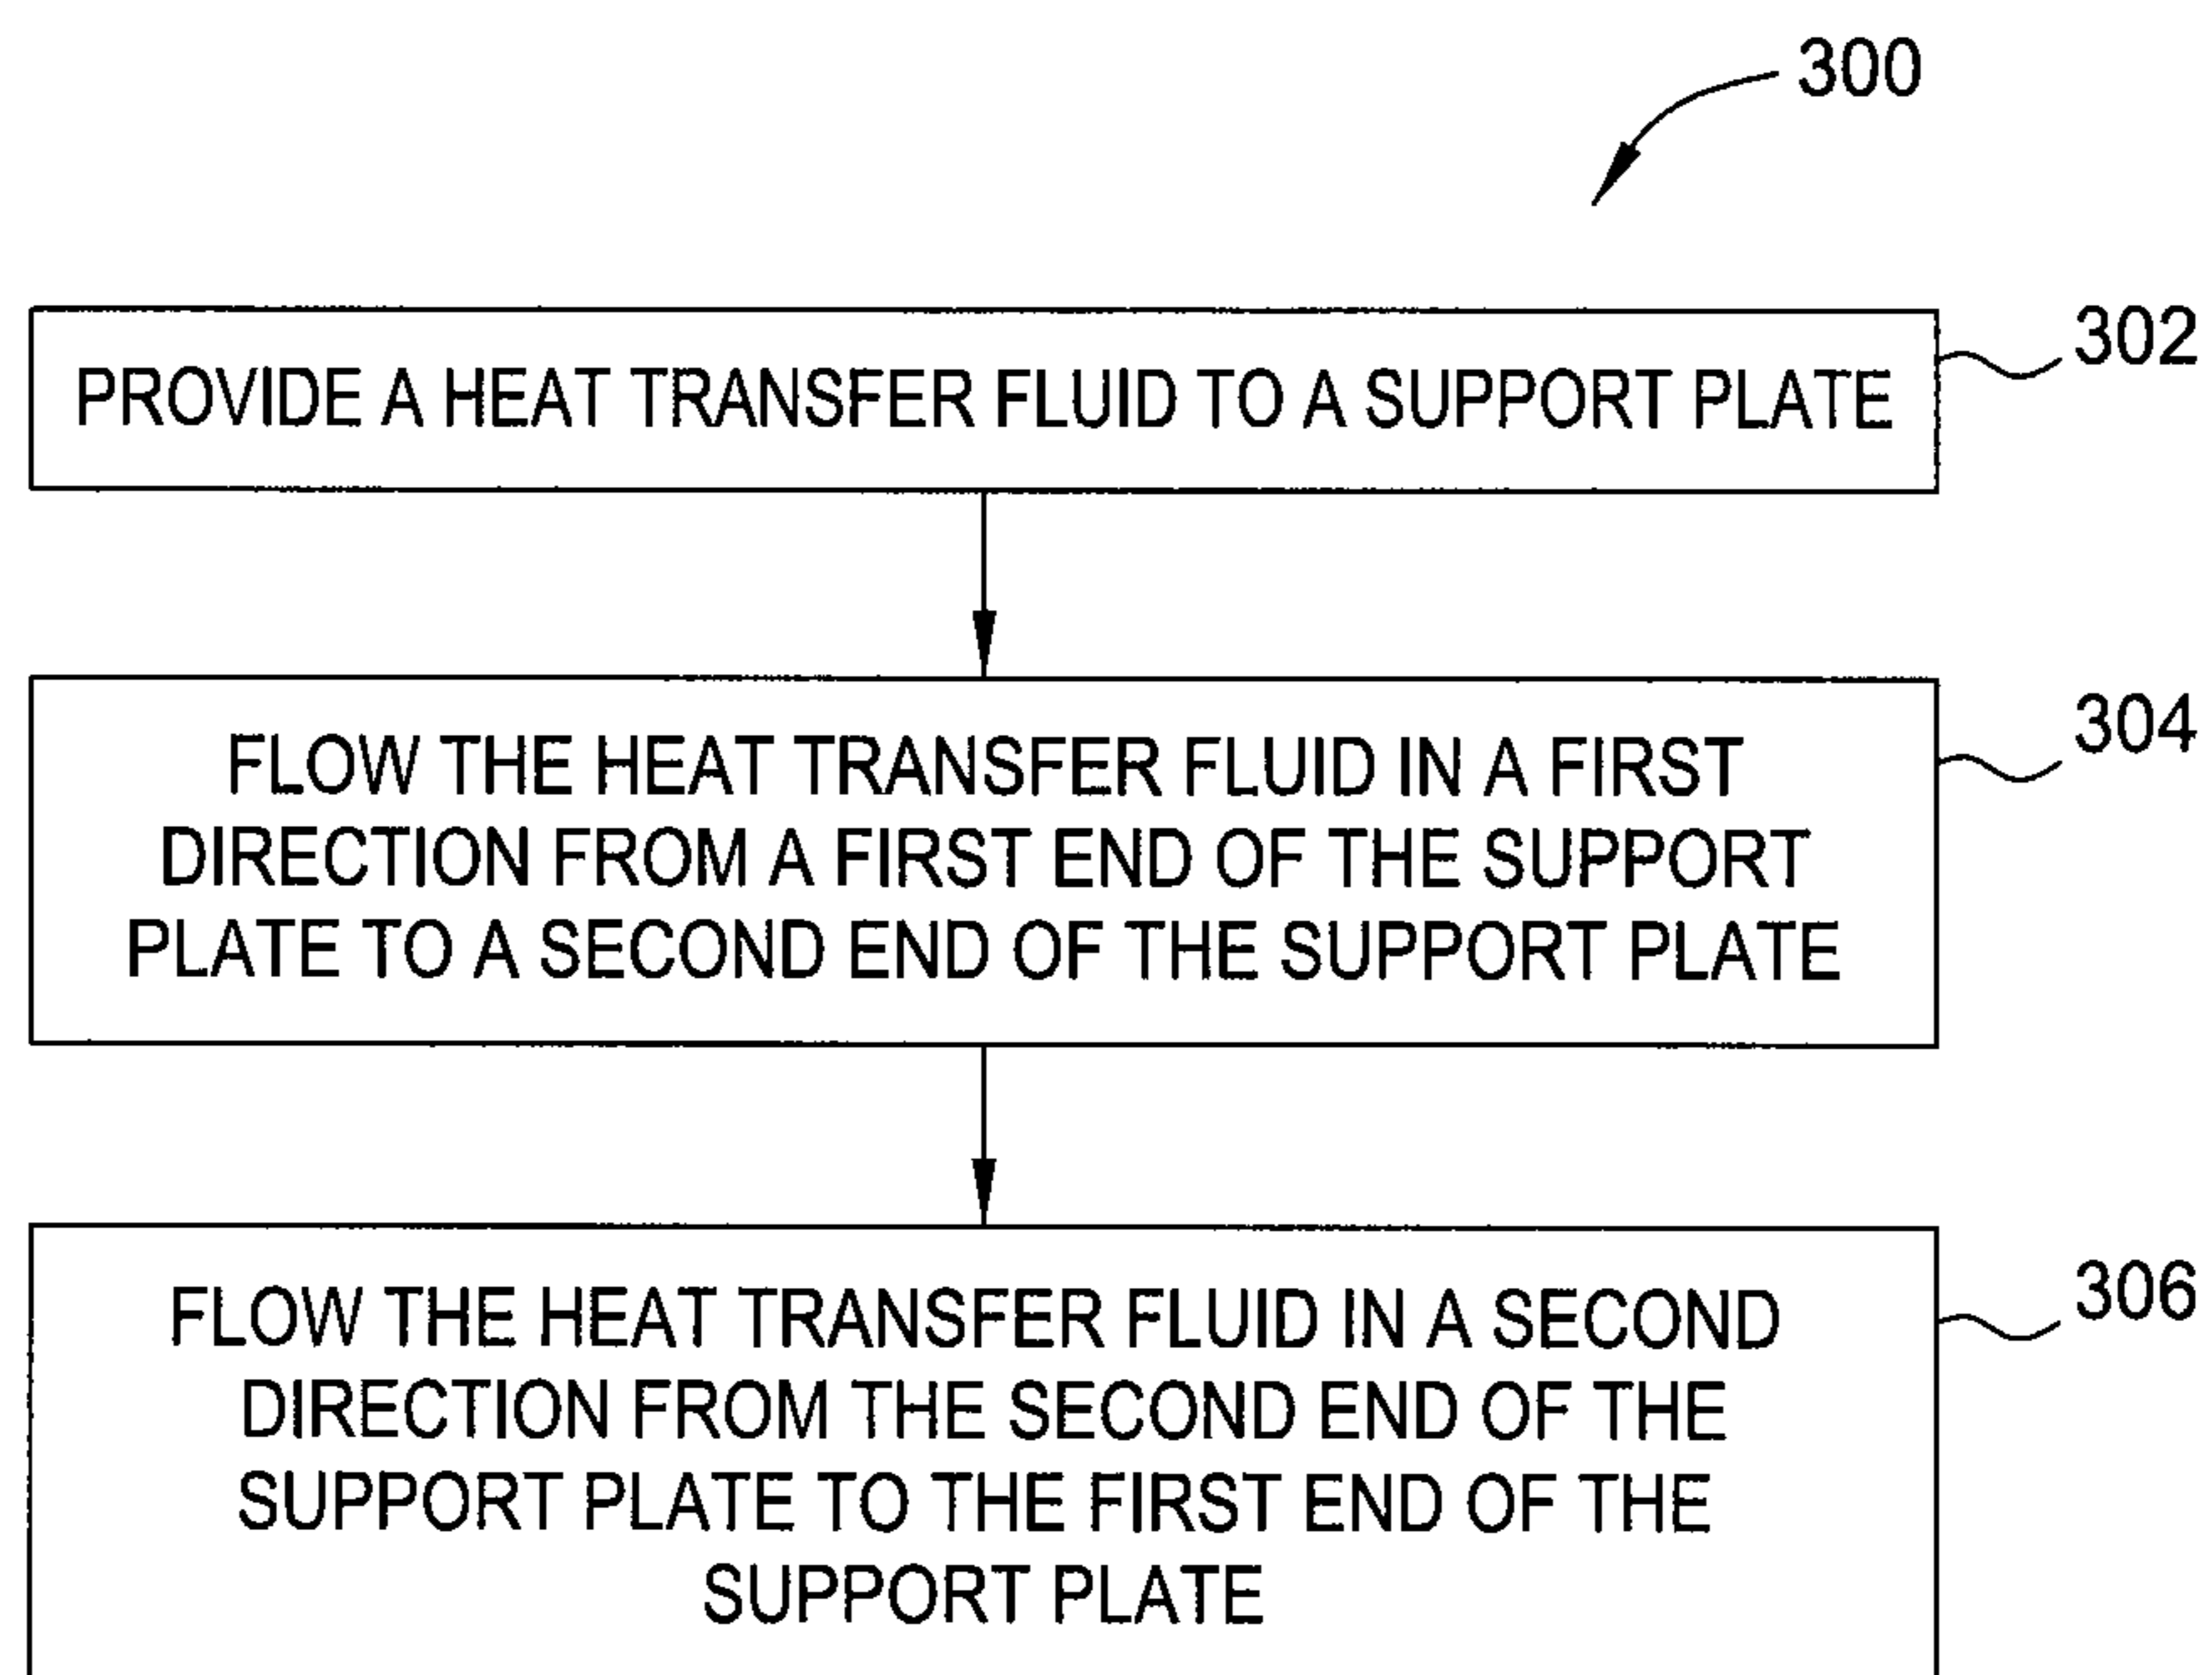 300
302
PROVIDE A HEAT TRANSFER FLUID TO A SUPPORT PLATE
304
FLOW THE HEAT TRANSFER FLUID IN A FIRST
DIRECTION FROM A FIRST END OF THE SUPPORT
PLATE TO A SECOND END OF THE SUPPORT PLATE
306
FLOW THE HEAT TRANSFER FLUID IN A SECOND
DIRECTION FROM THE SECOND END OF THE
SUPPORT PLATE TO THE FIRST END OF THE
SUPPORT PLATE